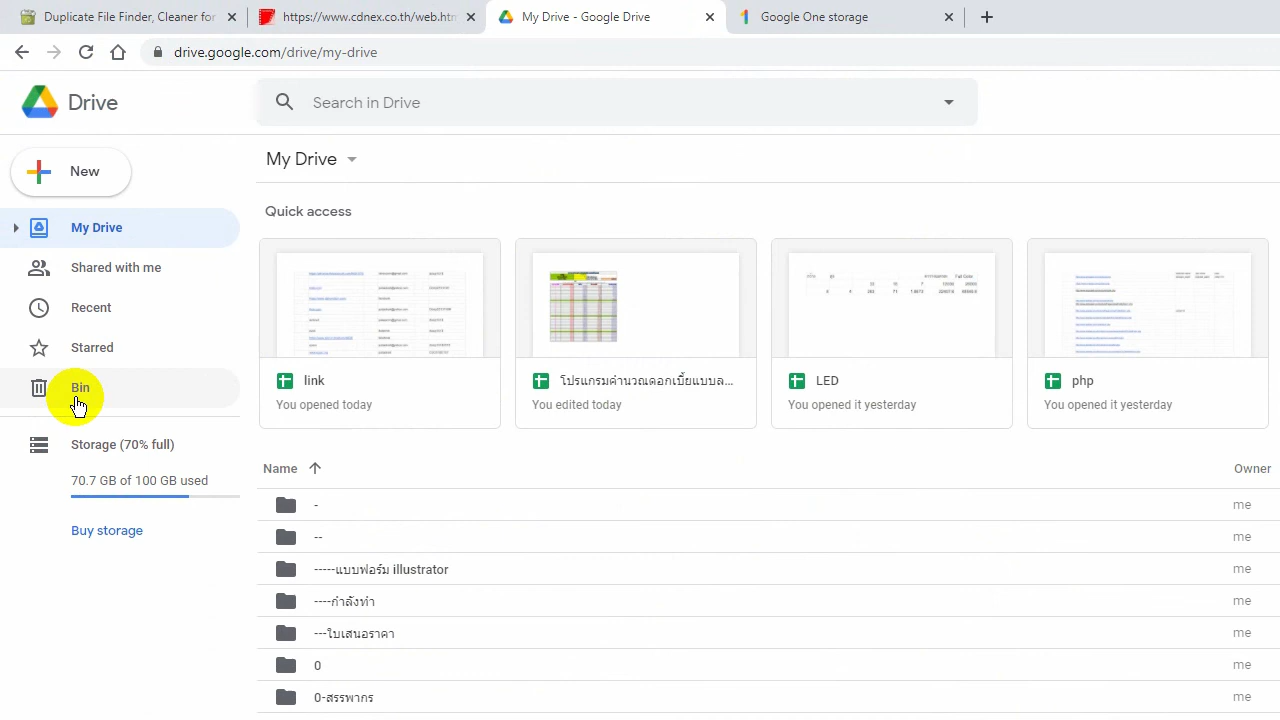 Duplicate File Finder, Cleaner for
https://www.cdnex.co.th/web.htm
My Drive - Google Drive
Google One storage
drive.google.com/drive/my-drive
Drive
Search in Drive
New
My Drive
Shared with me
Recent
Starred
Bin
Storage (70% full)
70.7 GB of 100 GB used
Buy storage
My Drive
Quick access
link
You opened today
โปรแกรมคำนวณดอกเบี้ยแบบล...
You edited today
LED
You opened it yesterday
php
You opened it yesterday
Name
Owner
-
me
--
me
-----แบบฟอร์ม illustrator
me
----กำลังทำ
me
---ใบเสนอราคา
me
0
me
0-สรรพากร
me